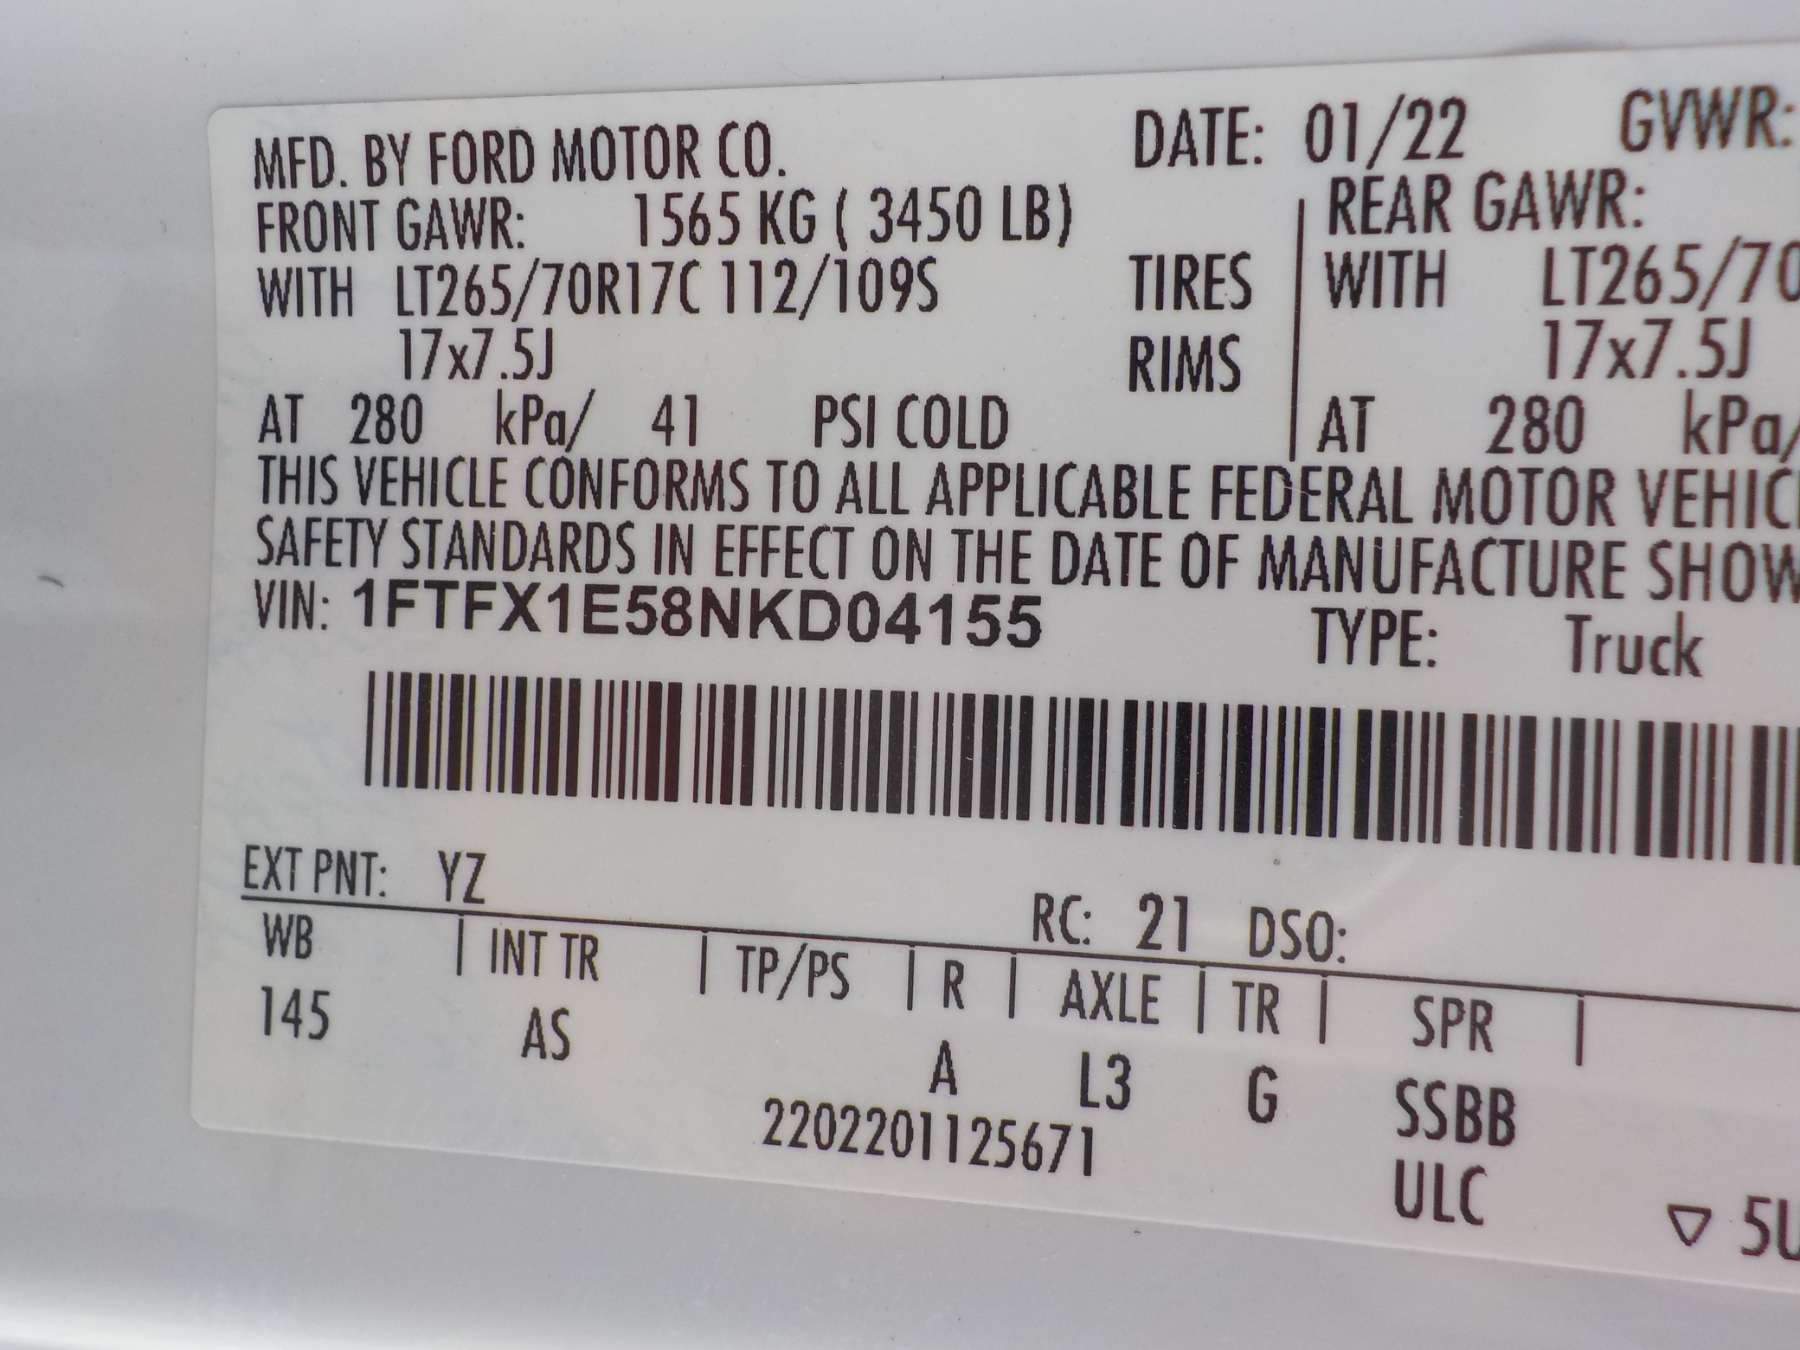 MFD. BY FORD MOTOR CO. DATE: 01/22 GVWR:
FRONT GAWR: 1565 KG ( 3450 LB) REAR GAWR:
WITH LT265/70R17C 112/109S TIRES WITH LT265/70
17x7.5J RIMS 17x7.5J
AT 280 kPa/ 41 PSI COLD AT 280 kPa/
THIS VEHICLE CONFORMS TO ALL APPLICABLE FEDERAL MOTOR VEHIC
SAFETY STANDARDS IN EFFECT ON THE DATE OF MANUFACTURE SHOW
VIN: 1FTFX1E58NKD04155 TYPE: Truck
EXT PNT: YZ RC: 21 DSO:
WB | INT TR | TP/PS | R | AXLE | TR | SPR |
145 AS A L3 G SSBB
2202201125671 ULC ▽ 5U